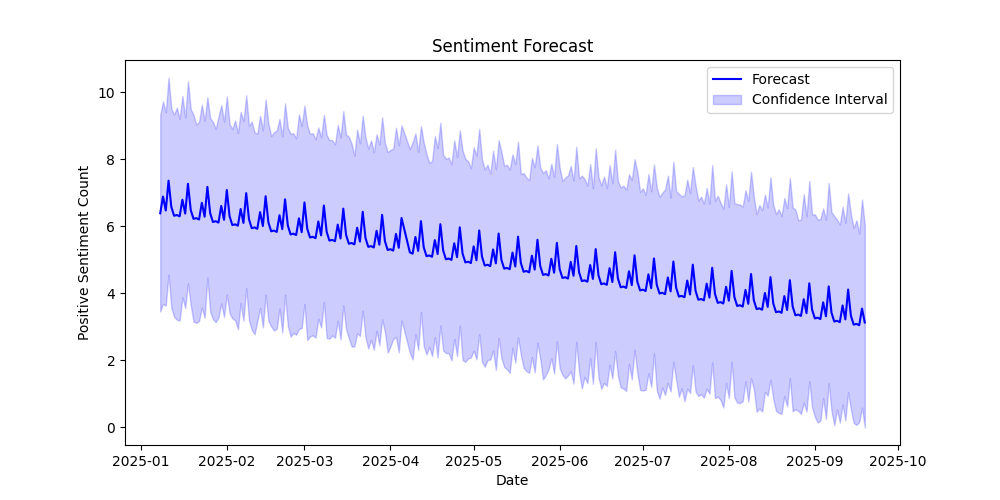 Sentiment Forecast
Forecast
Confidence Interval
Positive Sentiment Count
10
8
6
4
2
0
2025-01 2025-02 2025-03 2025-04 2025-05 2025-06 2025-07 2025-08 2025-09 2025-10
Date